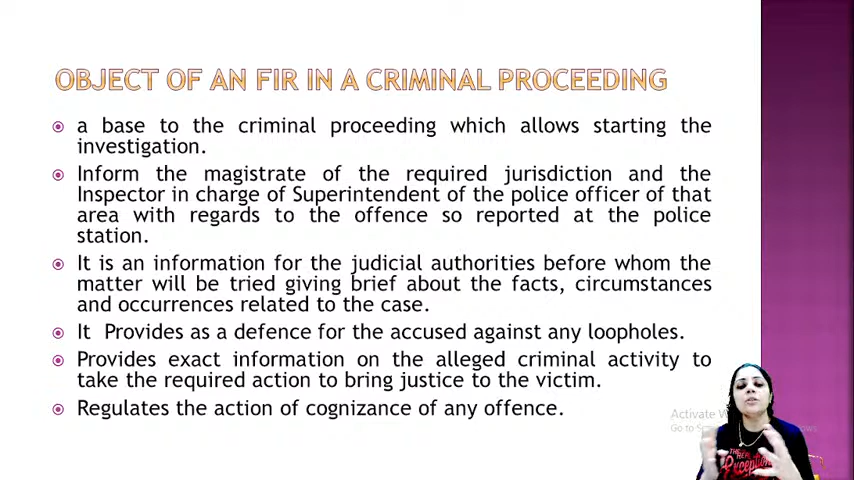 OBJECT OF AN FIR IN A CRIMINAL PROCEEDING
a base to the criminal proceeding which allows starting the
investigation.
Inform the magistrate of the required jurisdiction and the
Inspector in charge of Superintendent of the police officer of that
area with regards to the offence so reported at the police
station.
It is an information for the judicial authorities before whom the
matter will be tried giving brief about the facts, circumstances
and occurrences related to the case.
It Provides as a defence for the accused against any loopholes.
Provides exact information on the alleged criminal activity to
take the required action to bring justice to the victim.
Regulates the action of cognizance of any offence.
Activate
Go to